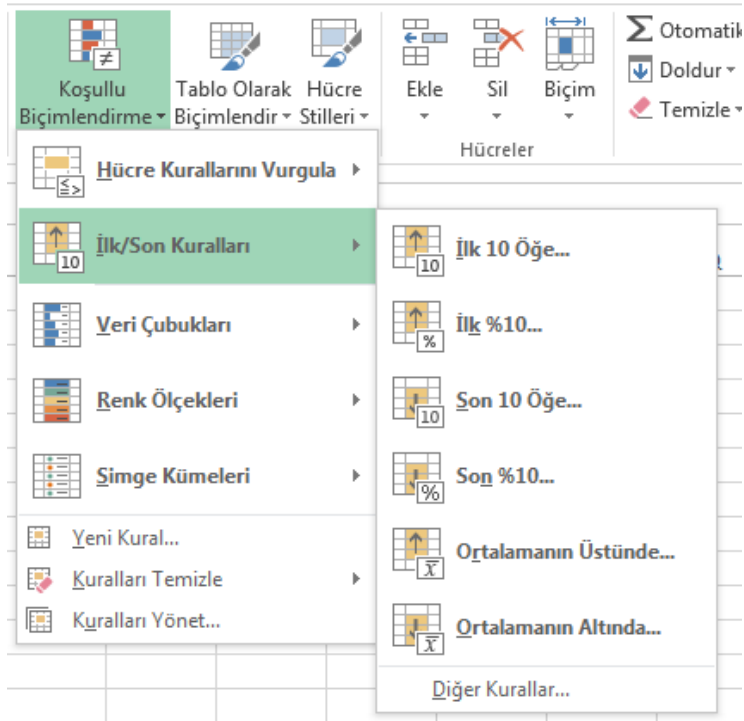 Koşullu
Biçimlendirme
Tablo Olarak
Biçimlendir
Hücre
Stilleri
Ekle
Sil
Biçim
Hücreler
Σ Otomatik
Doldur
Temizle
Hücre Kurallarını Vurgula
İlk/Son Kuralları
Veri Çubukları
Renk Ölçekleri
Simge Kümeleri
Yeni Kural...
Kuralları Temizle
Kuralları Yönet...
İlk 10 Öğe...
İlk %10...
Son 10 Öğe...
Son %10...
Ortalamanın Üstünde...
Ortalamanın Altında...
Diğer Kurallar...